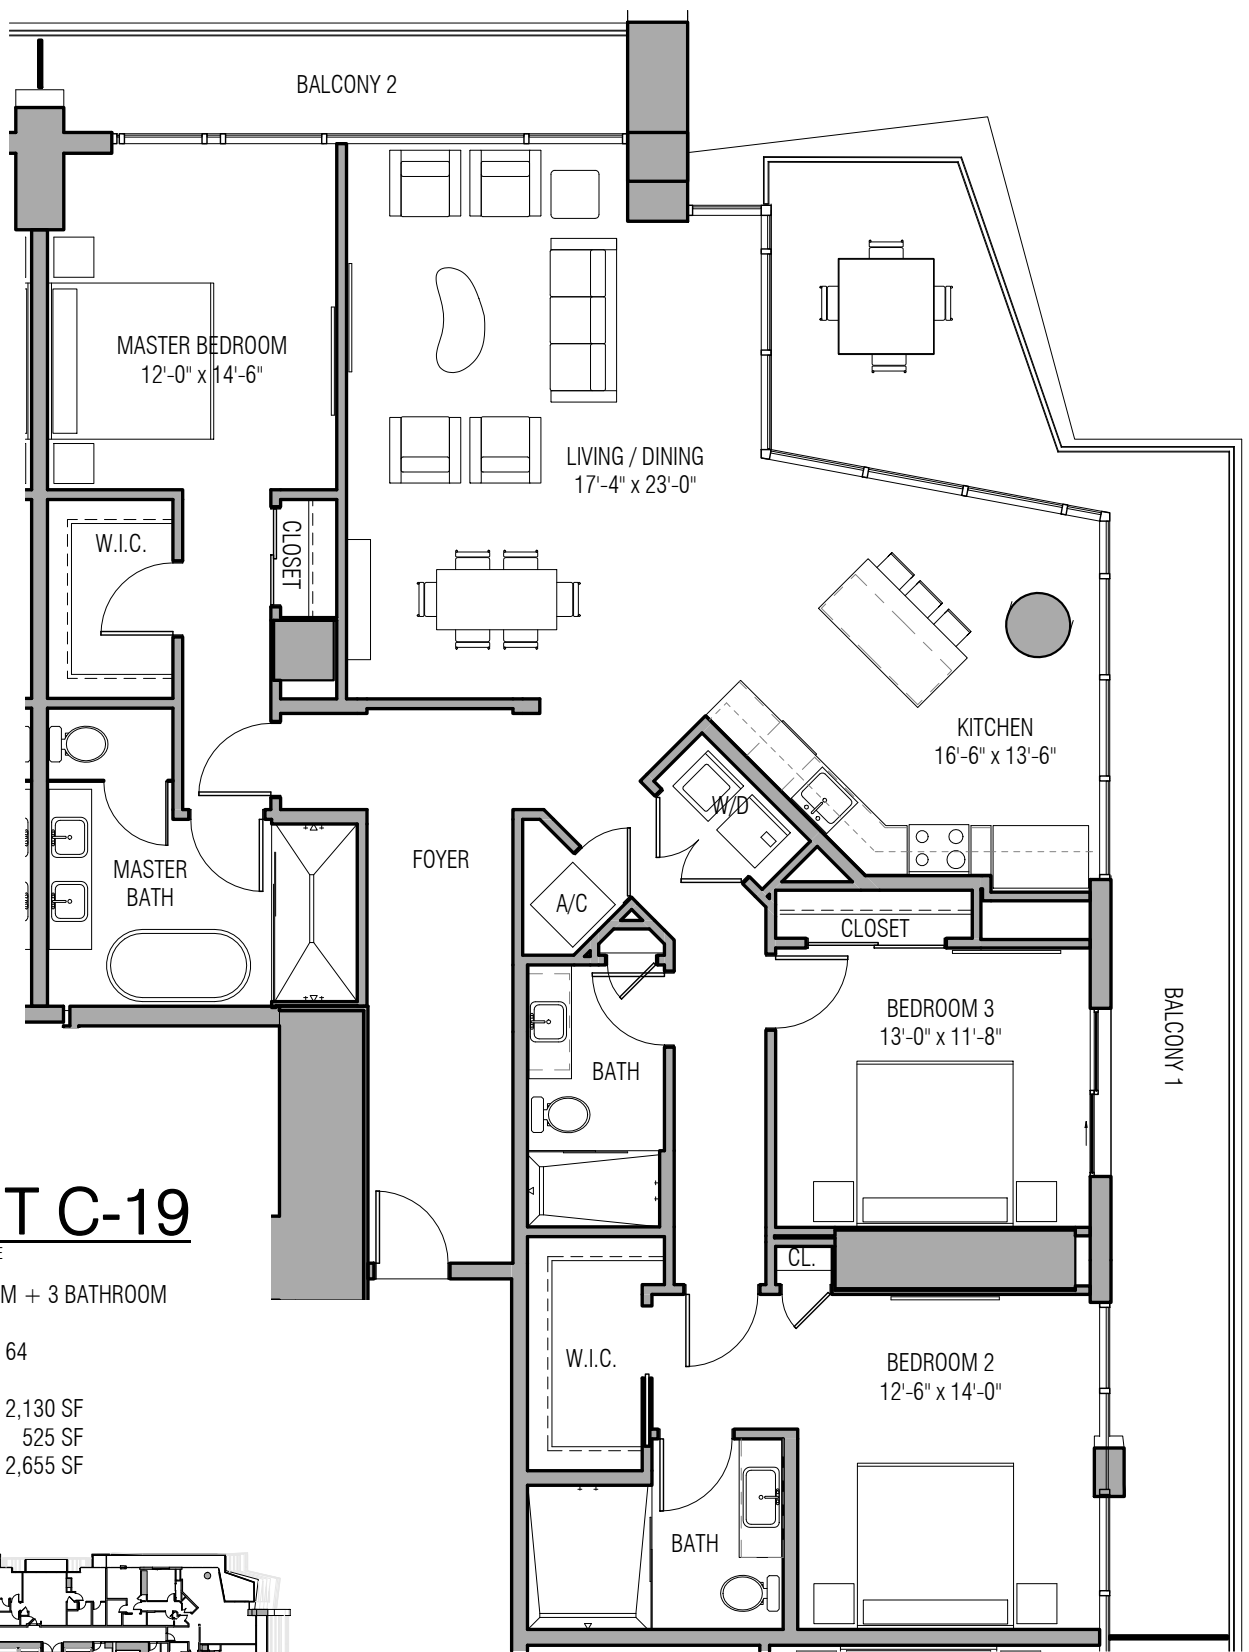 BALCONY 2
MASTER BEDROOM
12'-0" x 14'-6"
LIVING / DINING
17'-4" x 23'-0"
W.I.C.
CLOSET
KITCHEN
16'-6" x 13'-6"
W/D
FOYER
MASTER
BATH
A/C
CLOSET
BEDROOM 3
13'-0" x 11'-8"
BALCONY 1
BATH
T C-19
E
M + 3 BATHROOM
64
2,130 SF
525 SF
2,655 SF
CL.
W.I.C.
BEDROOM 2
12'-6" x 14'-0"
BATH